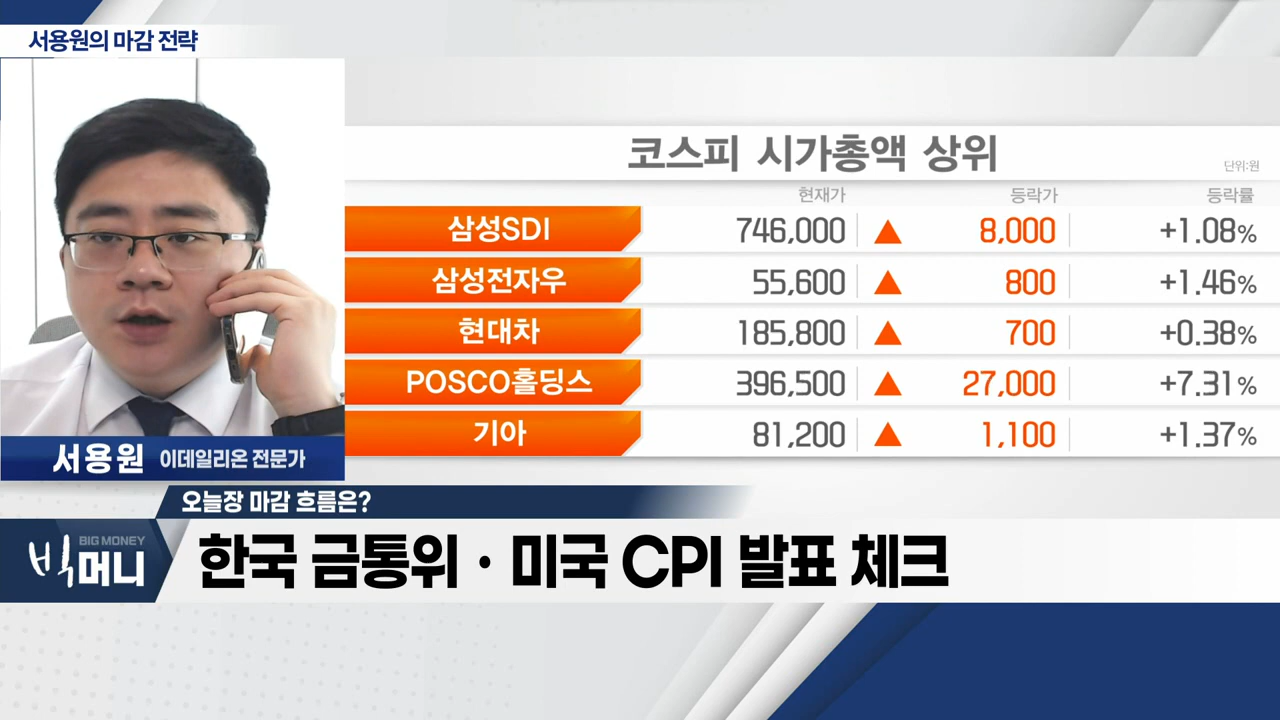 서용원의 마감 전략
코스피 시가총액 상위
단위:원
현재가 등락가 등락률
삼성SDI 746,000 ▲ 8,000 +1.08%
삼성전자우 55,600 ▲ 800 +1.46%
현대차 185,800 ▲ 700 +0.38%
POSCO홀딩스 396,500 ▲ 27,000 +7.31%
기아 81,200 ▲ 1,100 +1.37%
서용원 이데일리온 전문가
오늘장 마감 흐름은?
BIG MONEY
빅머니
한국 금통위·미국 CPI 발표 체크